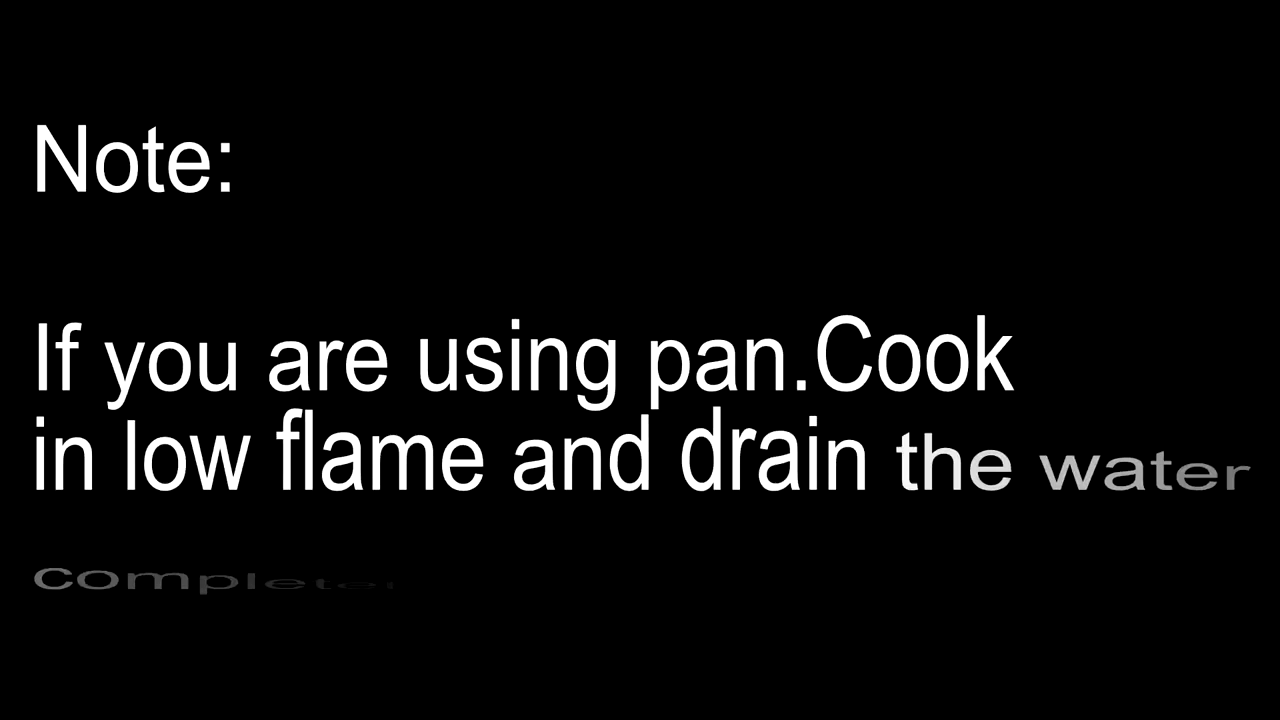 Note:
If you are using pan.Cook
in low flame and drain the water